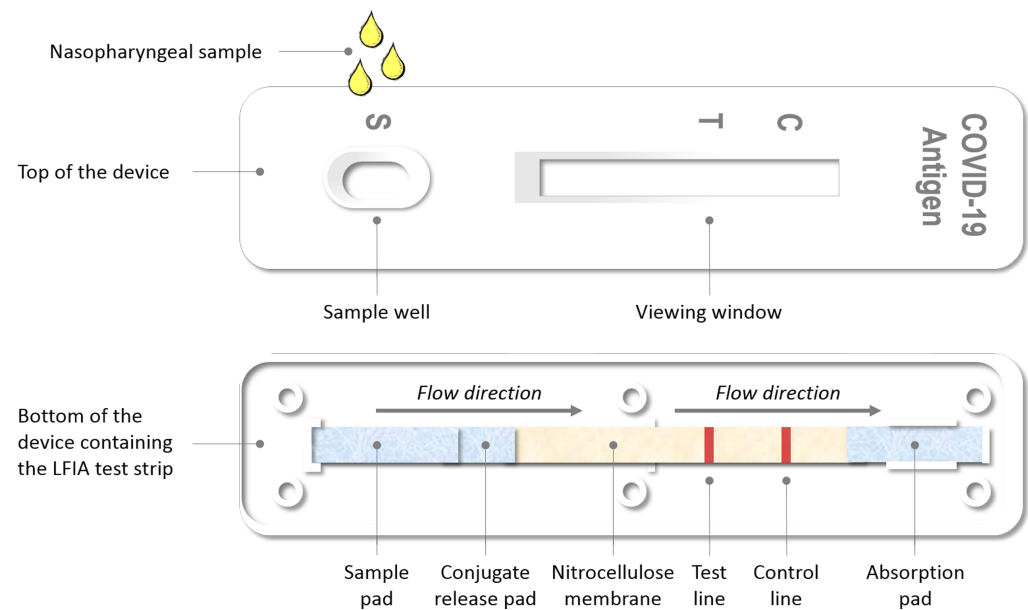 Nasopharyngeal sample
S
T
C
COVID-19
Antigen
Top of the device
Sample well
Viewing window
Flow direction
Flow direction
Bottom of the
device containing
the LFIA test strip
Sample
pad
Conjugate
release pad
Nitrocellulose
membrane
Test
line
Control
line
Absorption
pad